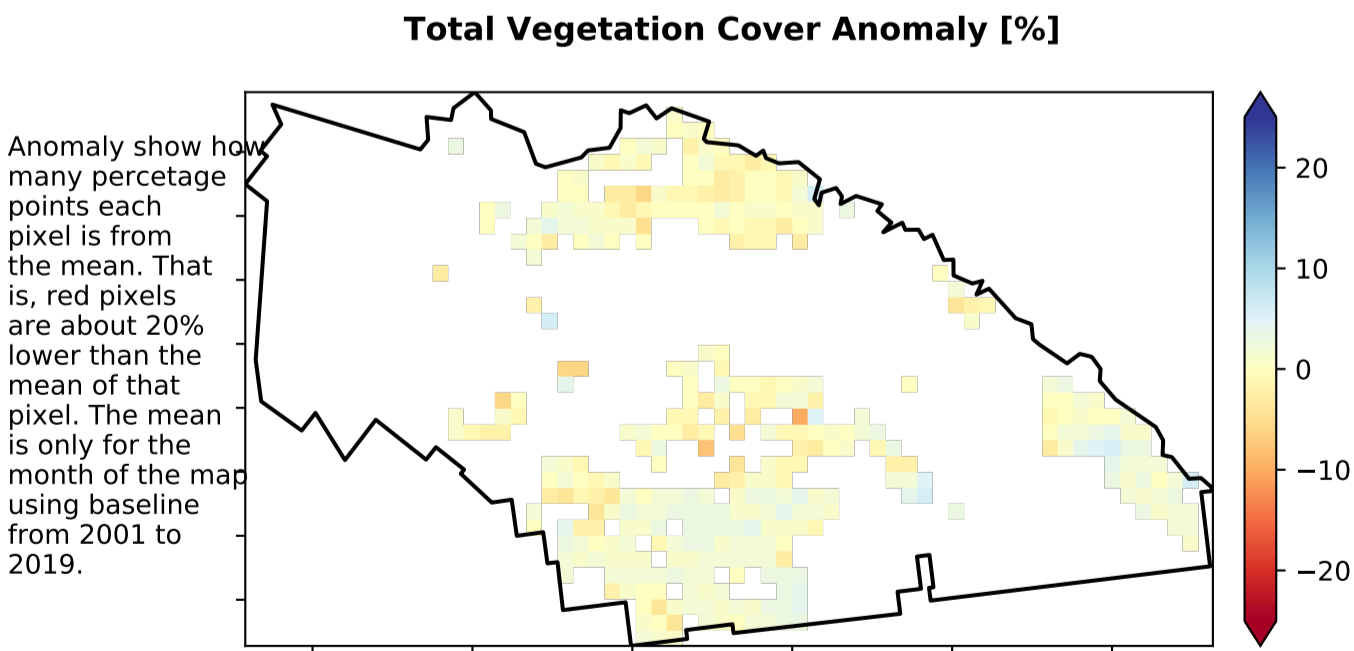 Total Vegetation Cover Anomaly [%]
Anomaly show how
many percetage
points each
pixel is from
the mean. That
is, red pixels
are about 20%
lower than the
mean of that
pixel. The mean
is only for the
month of the map
using baseline
from 2001 to
2019.
20
10
0
−10
−20